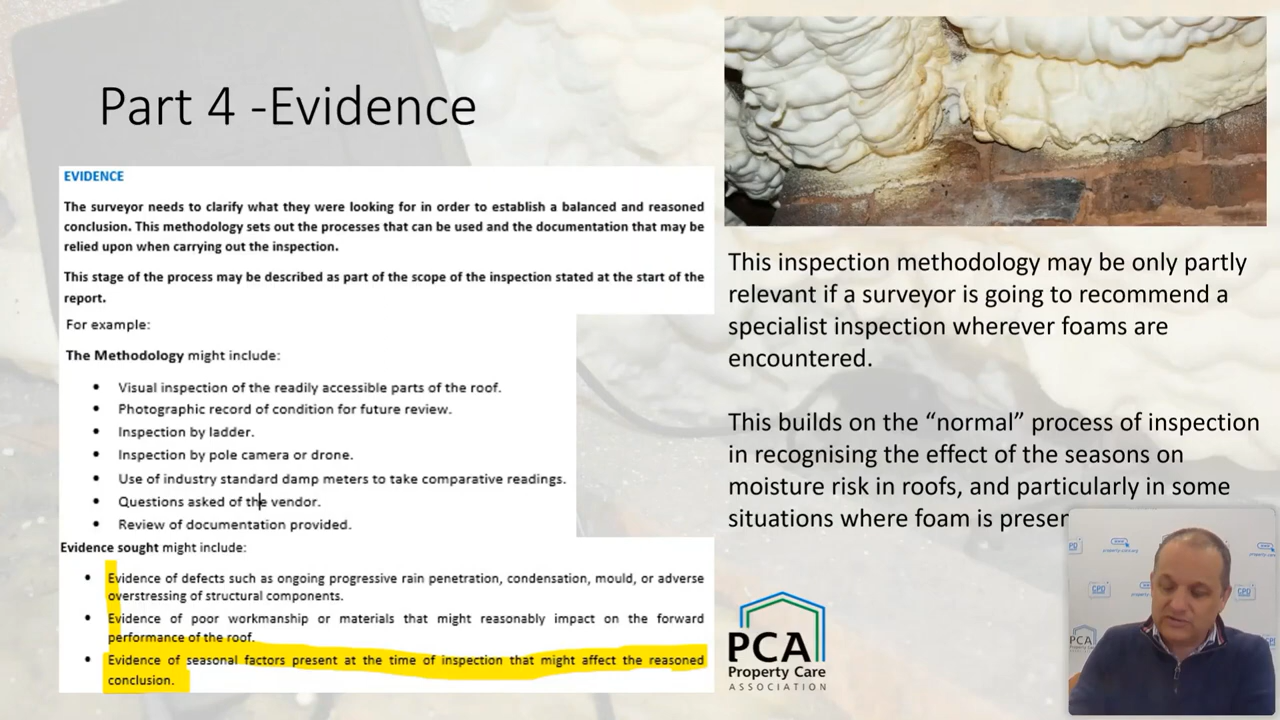 Part 4 -Evidence
EVIDENCE
The surveyor needs to clarify what they were looking for in order to establish a balanced and reasoned
conclusion. This methodology sets out the processes that can be used and the documentation that may be
relied upon when carrying out the inspection.
This stage of the process may be described as part of the scope of the inspection stated at the start of the
report.
For example:
The Methodology might include:
• Visual inspection of the readily accessible parts of the roof.
• Photographic record of condition for future review.
• Inspection by ladder.
• Inspection by pole camera or drone.
• Use of industry standard damp meters to take comparative readings.
• Questions asked of the vendor.
• Review of documentation provided.
Evidence sought might include:
• Evidence of defects such as ongoing progressive rain penetration, condensation, mould, or adverse
overstressing of structural components.
• Evidence of poor workmanship or materials that might reasonably impact on the forward
performance of the roof.
• Evidence of seasonal factors present at the time of inspection that might affect the reasoned
conclusion.
This inspection methodology may be only partly
relevant if a surveyor is going to recommend a
specialist inspection wherever foams are
encountered.
This builds on the “normal” process of inspection
in recognising the effect of the seasons on
moisture risk in roofs, and particularly in some
situations where foam is presen
PCA
Property Care
ASSOCIATION
CPD
CPD
PCA